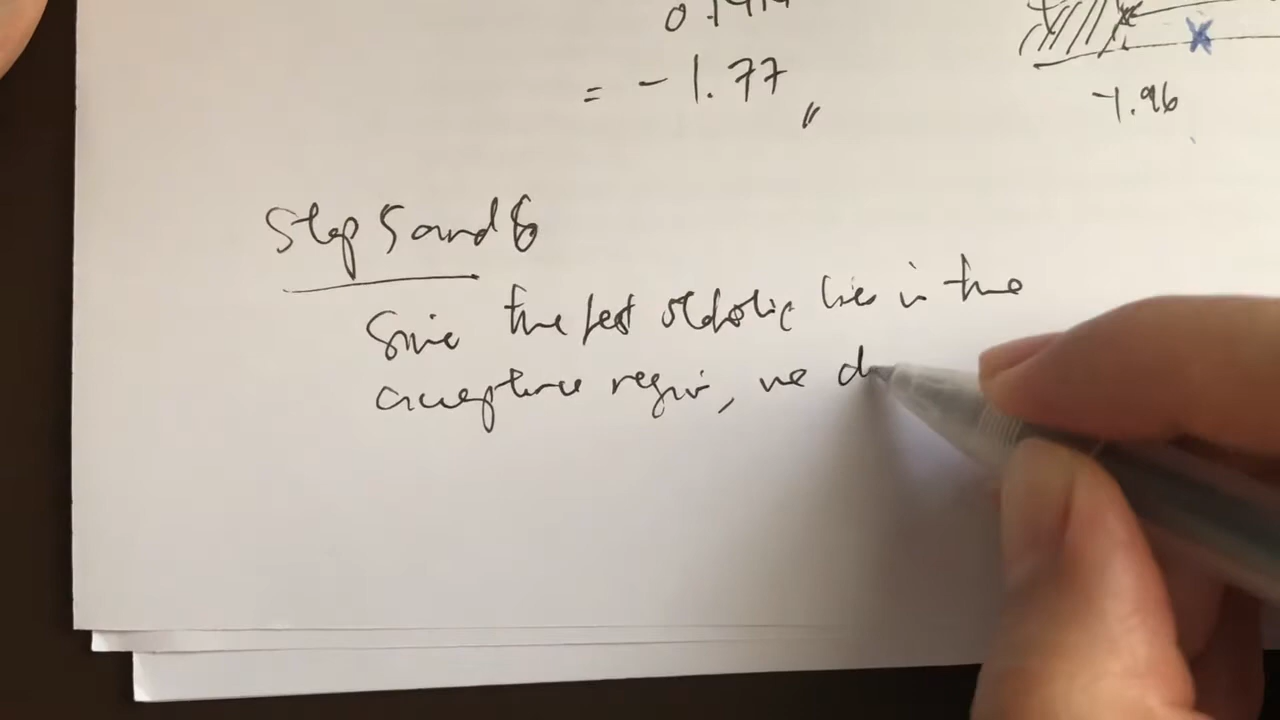 = -1.77 //
-1.96
Step 5 and 6
Since the test statistic lies in the
acceptance region, we d